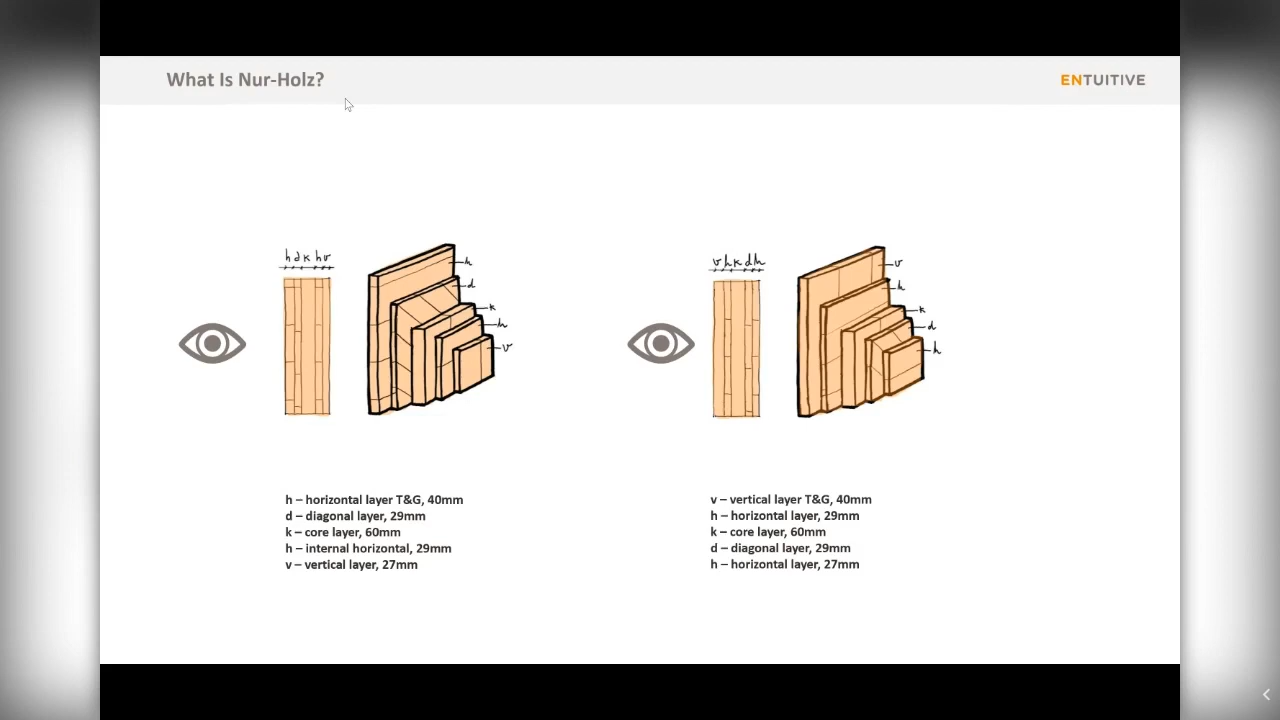 What Is Nur-Holz?
ENTUITIVE
h d k h v
h
d
k
h
v
v h k d h
v
h
k
d
h
h – horizontal layer T&G, 40mm
d – diagonal layer, 29mm
k – core layer, 60mm
h – internal horizontal, 29mm
v – vertical layer, 27mm
v – vertical layer T&G, 40mm
h – horizontal layer, 29mm
k – core layer, 60mm
d – diagonal layer, 29mm
h – horizontal layer, 27mm